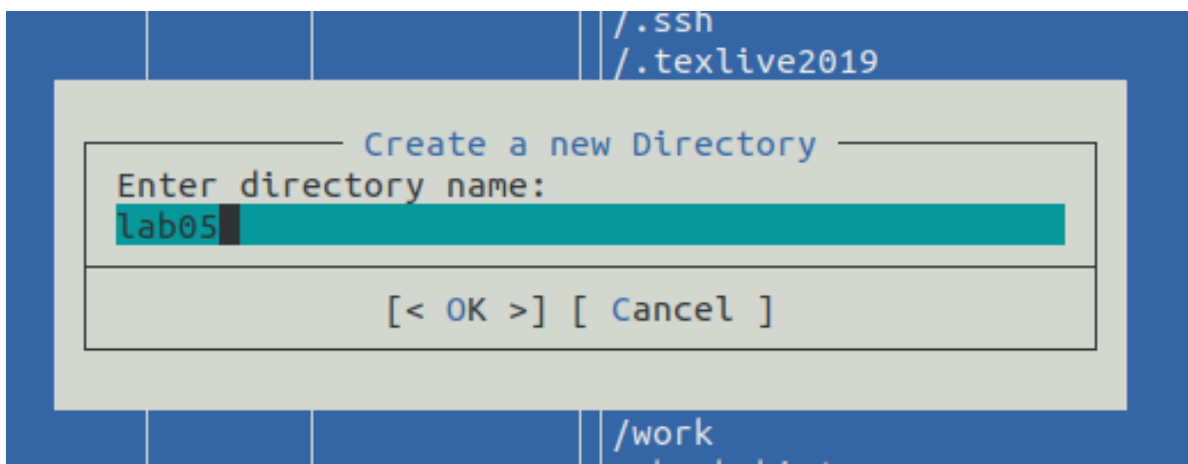 /.ssh
/.texlive2019
Create a new Directory
Enter directory name:
lab05
[< OK >] [ Cancel ]
/work